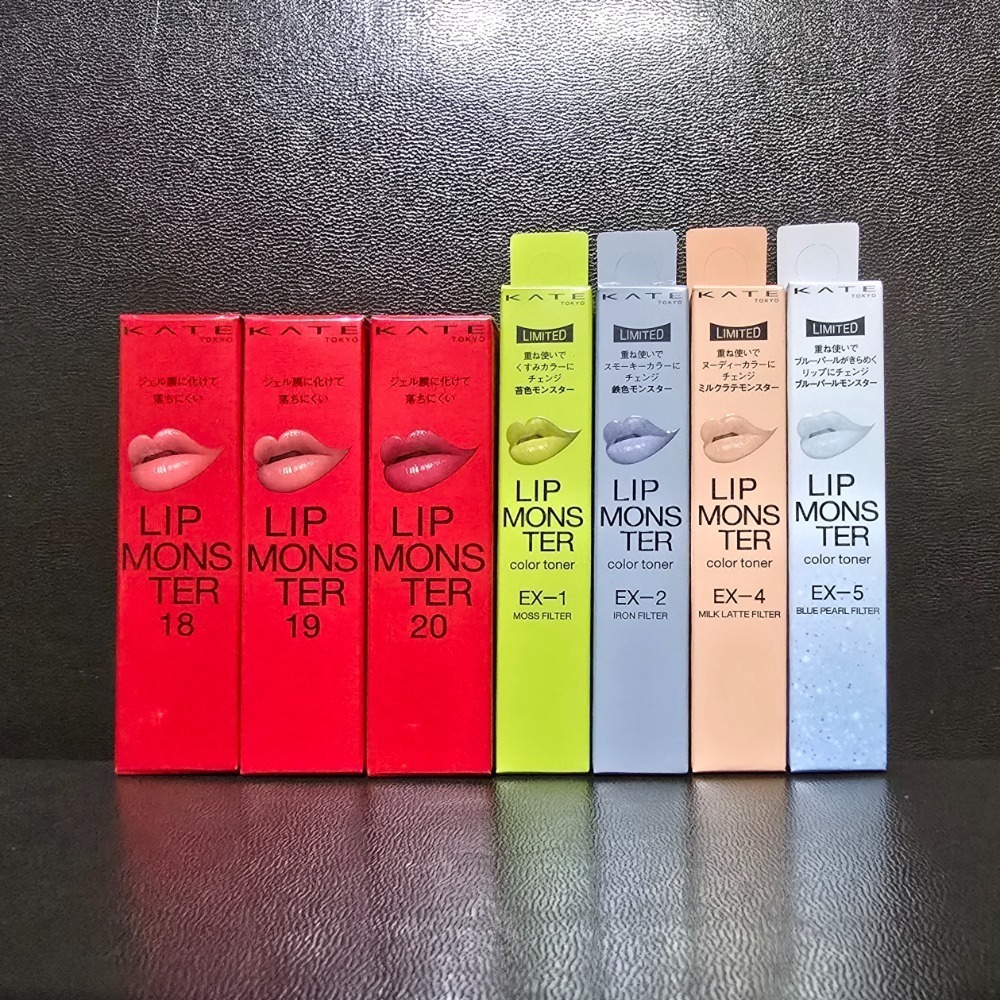 KATE
TOKYO
ジェル膜に化けて
落ちにくい
LIP
MONS
TER
18
KATE
TOKYO
ジェル膜に化けて
落ちにくい
LIP
MONS
TER
19
KATE
TOKYO
ジェル膜に化けて
落ちにくい
LIP
MONS
TER
20
KATE
TOKYO
LIMITED
重ね使いで
くすみカラーに
チェンジ
苔色モンスター
LIP
MONS
TER
color toner
EX-1
MOSS FILTER
KATE
TOKYO
LIMITED
重ね使いで
スモーキーカラーに
チェンジ
鉄色モンスター
LIP
MONS
TER
color toner
EX-2
IRON FILTER
KATE
TOKYO
LIMITED
重ね使いで
ヌーディーカラーに
チェンジ
ミルクラテモンスター
LIP
MONS
TER
color toner
EX-4
MILK LATTE FILTER
KATE
TOKYO
LIMITED
重ね使いで
ブルーパールがきらめく
リップにチェンジ
ブルーパールモンスター
LIP
MONS
TER
color toner
EX-5
BLUE PEARL FILTER